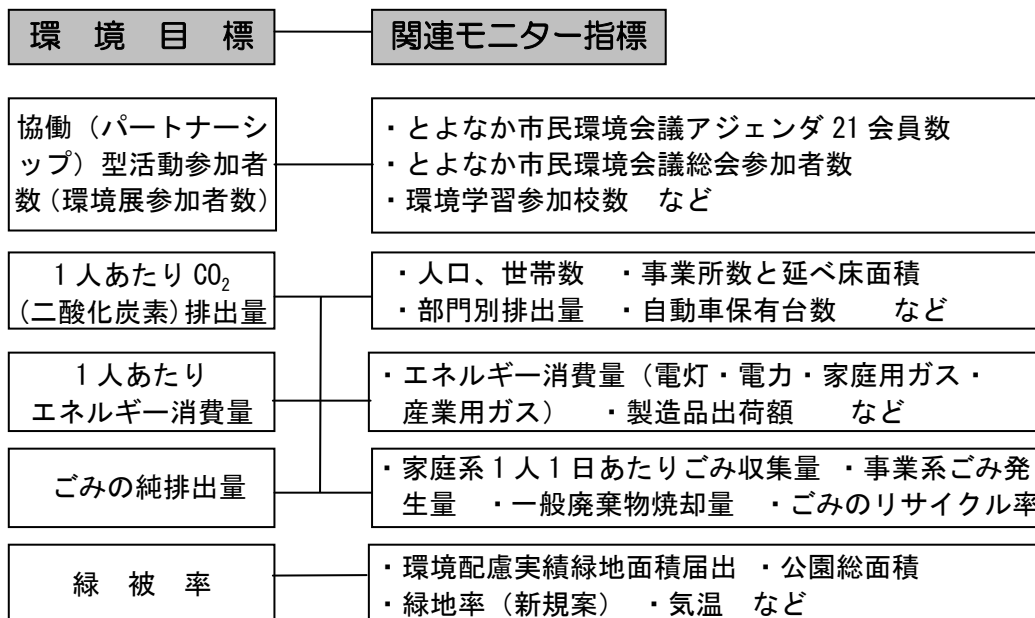 環 境 目 標
関連モニター指標
協働（パートナーシ
ップ）型活動参加者
数（環境展参加者数）
・とよなか市民環境会議アジェンダ 21 会員数
・とよなか市民環境会議総会参加者数
・環境学習参加校数 など
1 人あたり CO₂
（二酸化炭素）排出量
・人口、世帯数 ・事業所数と延べ床面積
・部門別排出量 ・自動車保有台数 など
1 人あたり
エネルギー消費量
・エネルギー消費量（電灯・電力・家庭用ガス・
産業用ガス） ・製造品出荷額 など
ごみの純排出量
・家庭系 1 人 1 日あたりごみ収集量 ・事業系ごみ発
生量 ・一般廃棄物焼却量 ・ごみのリサイクル率
緑 被 率
・環境配慮実績緑地面積届出 ・公園総面積
・緑地率（新規案） ・気温 など